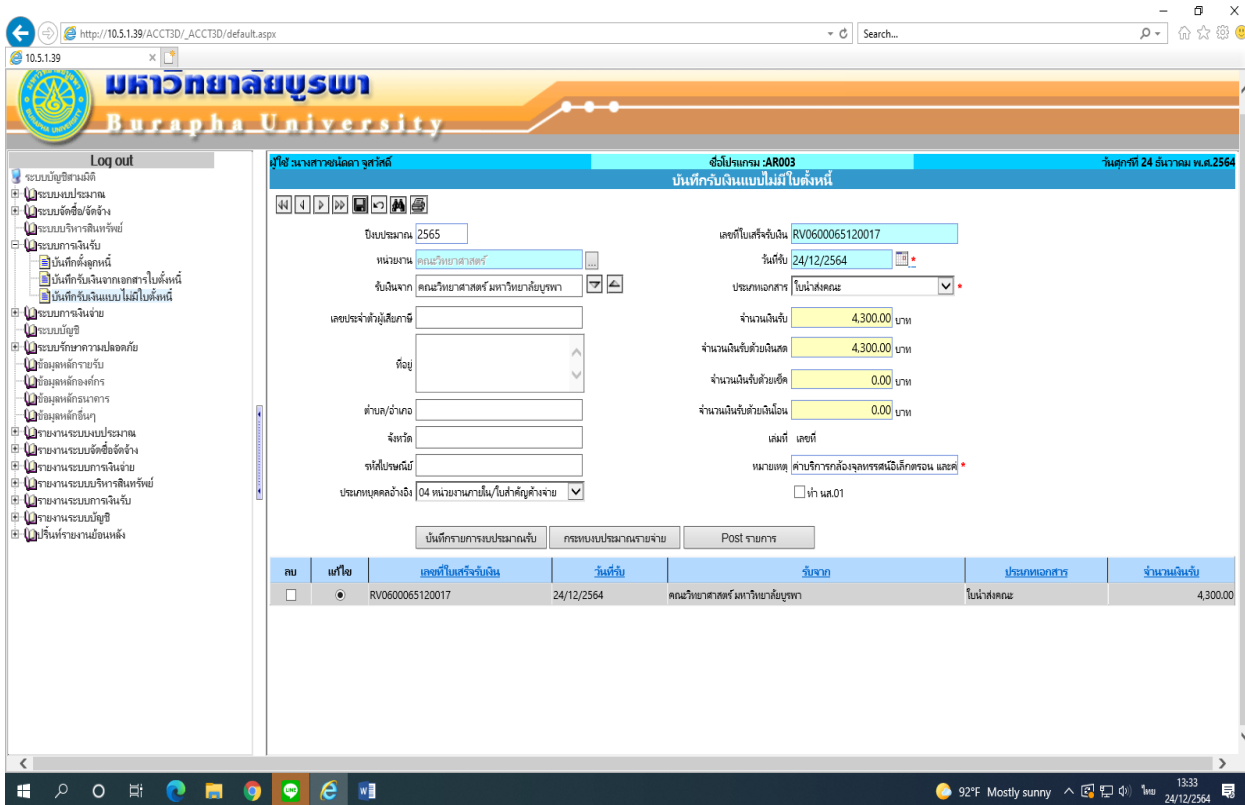 http://10.5.1.39/ACCT3D/_ACCT3D/default.aspx
Search...
10.5.1.39
มหาวิทยาลัยบูรพา
Burapha University
Log out
ผู้ใช้ :นางสาวชนัดดา จูสวัสดิ์
ชื่อโปรแกรม :AR003
วันศุกร์ที่ 24 ธันวาคม พ.ศ.2564
บันทึกรับเงินแบบไม่มีใบตั้งหนี้
ระบบบัญชีสามมิติ
ระบบงบประมาณ
ระบบจัดซื้อ/จัดจ้าง
ระบบบริหารสินทรัพย์
ระบบการเงินรับ
บันทึกตั้งลูกหนี้
บันทึกรับเงินจากเอกสารใบตั้งหนี้
บันทึกรับเงินแบบไม่มีใบตั้งหนี้
ระบบการเงินจ่าย
ระบบบัญชี
ระบบรักษาความปลอดภัย
ข้อมูลหลักรายรับ
ข้อมูลหลักองค์กร
ข้อมูลหลักธนาคาร
ข้อมูลหลักอื่นๆ
รายงานระบบงบประมาณ
รายงานระบบจัดซื้อจัดจ้าง
รายงานระบบการเงินจ่าย
รายงานระบบบริหารสินทรัพย์
รายงานระบบการเงินรับ
รายงานระบบบัญชี
ปริ้นท์รายงานย้อนหลัง
ปีงบประมาณ 2565
เลขที่ใบเสร็จรับเงิน RV0600065120017
หน่วยงาน คณะวิทยาศาสตร์ ...
วันที่รับ 24/12/2564 *
รับเงินจาก คณะวิทยาศาสตร์ มหาวิทยาลัยบูรพา
ประเภทเอกสาร ใบนำส่งคณะ *
เลขประจำตัวผู้เสียภาษี
จำนวนเงินรับ 4,300.00 บาท
ที่อยู่
จำนวนเงินรับด้วยเงินสด 4,300.00 บาท
จำนวนเงินรับด้วยเช็ค 0.00 บาท
ตำบล/อำเภอ
จำนวนเงินรับด้วยเงินโอน 0.00 บาท
จังหวัด
เล่มที่ เลขที่
รหัสไปรษณีย์
หมายเหตุ ค่าบริการกล้องจุลทรรศน์อิเล็กตรอน และค่ *
ประเภทบุคคลอ้างอิง 04 หน่วยงานภายใน/ใบสำคัญค้างจ่าย
ทำ นส.01
บันทึกรายการงบประมาณรับ กระทบงบประมาณรายจ่าย Post รายการ
ลบ แก้ไข เลขที่ใบเสร็จรับเงิน วันที่รับ รับจาก ประเภทเอกสาร จำนวนเงินรับ
RV0600065120017 24/12/2564 คณะวิทยาศาสตร์ มหาวิทยาลัยบูรพา ใบนำส่งคณะ 4,300.00
92°F Mostly sunny ไทย 13:33
24/12/2564